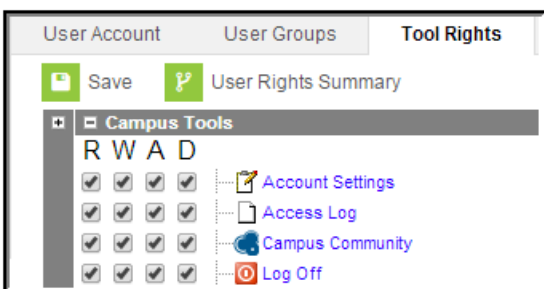 User Account User Groups Tool Rights
Save User Rights Summary
Campus Tools
R W A D
Account Settings
Access Log
Campus Community
Log Off